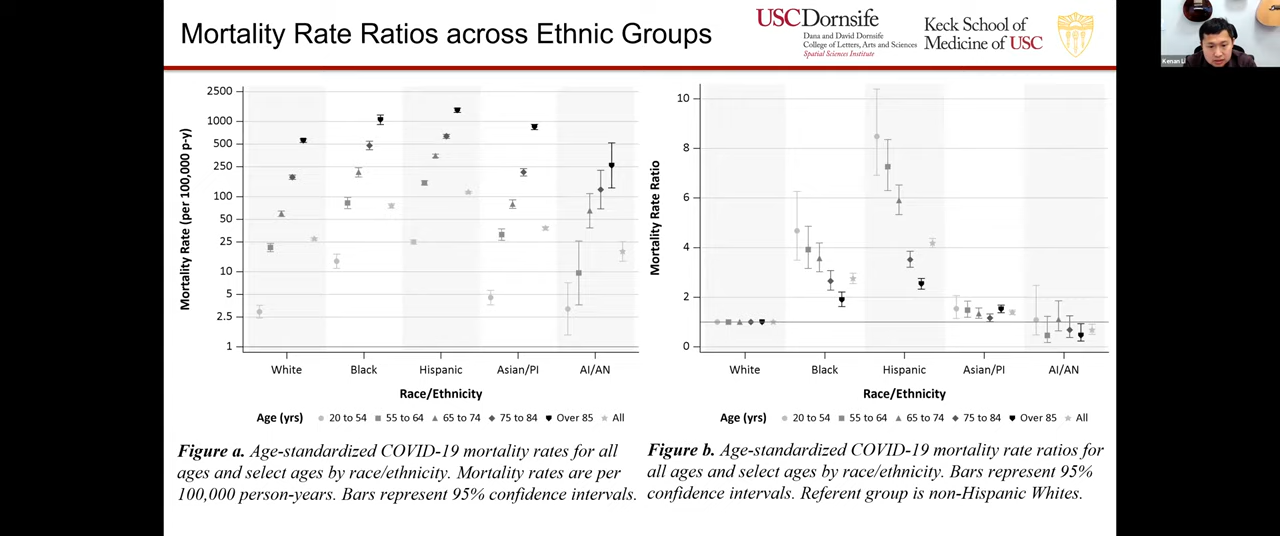 Mortality Rate Ratios across Ethnic Groups
USC Dornsife
Dana and David Dornsife
College of Letters, Arts and Sciences
Spatial Sciences Institute
Keck School of
Medicine of USC
Kenan Li
Mortality Rate (per 100,000 p-y)
2500
1000
500
250
100
50
25
10
5
2.5
1
White Black Hispanic Asian/PI AI/AN
Race/Ethnicity
Age (yrs) 20 to 54 55 to 64 65 to 74 75 to 84 Over 85 All
Figure a. Age-standardized COVID-19 mortality rates for all
ages and select ages by race/ethnicity. Mortality rates are per
100,000 person-years. Bars represent 95% confidence intervals.
Mortality Rate Ratio
10
8
6
4
2
0
White Black Hispanic Asian/PI AI/AN
Race/Ethnicity
Age (yrs) 20 to 54 55 to 64 65 to 74 75 to 84 Over 85 All
Figure b. Age-standardized COVID-19 mortality rate ratios for
all ages and select ages by race/ethnicity. Bars represent 95%
confidence intervals. Referent group is non-Hispanic Whites.